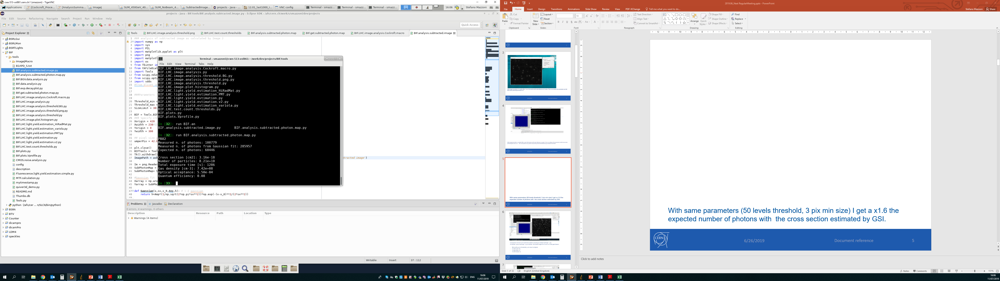 cwe-513-vol861.cern.ch:1 (smazzoni) - TigerVNC
Applications
[Cockcroft_Proce...
[AnalysisSumma...
ImageJ
SUM_450GeV_40...
SUM_NoBeam_4...
SubtractedImage...
projects - Java - ...
12.01_last1000_i...
VNC config
Terminal - smazz...
Terminal - smazz...
Terminal - smazz...
16:06
Stefano Mazzoni
projects - Java - BIF/tools/BIF.analysis.subtracted.image.py - Eclipse SDK - /afs/cern.ch/work/s/smazzoni/dev/projects
File Edit Source Refactoring Navigate Search Project Run Window Help
Quick Access
Project Explorer
BSRLGui
BSRLMon
BSRTLights
BIF
tools
ImageJMacro
B1APD_S.txt
BIF.analysis.subtracted.image.py
BIF.analysis.subtracted.photon.map.py
BIF.BGV.data.analysis.py
BIF.data.analysis.py
BIF.exp.decay.plot.py
BIF.get.subtracted.photon.map.py
BIF.LHC.image.analysis.Cockroft.macro.py
BIF.LHC.image.analysis.py
BIF.LHC.image.analysis.threshold.BG.py
BIF.LHC.image.analysis.threshold.png.py
BIF.LHC.image.analysis.threshold.py
BIF.LHC.image.plot.histogram.py
BIF.LHC.light.yield.estimation_HiRadMat.py
BIF.LHC.light.yield.estimation_variola.py
BIF.LHC.light.yield.estimation.PMT.py
BIF.LHC.light.yield.estimation.py
BIF.LHC.light.yield.estimation.v2.py
BIF.LHC.test.count.thresholds.py
BIF.plots.py
BIF.plots.Vprofile.py
CMOS.noise.analysis.py
config
description
Fluorescence.light.yield.estimation.simple.py
MTF.calculation.py
mytimestamp.py
quiver3d_demo.py
README.md
Thumbs.db
Tools.py
python (/afs/cer ... n/SLC6/bin/python)
BSRA
BTV
Counter
dicampro
dicamPro
LDM4
speckles
Tools
BIF.LHC.image.analysis.threshold.png
BIF.LHC.test.count.thresholds
BIF.analysis.subtracted.photon.map
BIF.get.subtracted.photon.map
BIF.LHC.image.analysis.Cockroft.macro
BIF.analysis.subtracted.image
1 ### analysis of subtracted image as calculated by Image J
2 import numpy as np
3 import sys
4 import PIL
5 import matplotlib.pyplot as plt
6 import png
7 import matplotl
8 import os
9 from Tkinter im
10 from tkFileDial
11 import Tools
12 from scipy.ndim
13 from scipy.opti
14 import sdds
15 #from blivet im
16
17
18 ###Parameters
19
20 Threshold_min =
21 Threshold_max =
22 SizeLimit = 30
23
24 BIF = Tools.BIF
25 ### Specify cro
26 Xorigin = 420
27 Xwidth = 238
28 Yorigin = 0
29 Ywidth = 300
30
31 ## pixel size
32 umperPix = 42.0
33
34 plt.close()
35 BIFTools = Tool
36 Tk().withdraw()
37 ImagePath = ask
tracted image')
38
39 Im = png.Reader
40 SubPhotonMap =
41 SubPhotonMap= S
42
43 #Gaussian fit
44 Xarray = np.ara
45 Yarray = SubPho
46
47 def Gaussian(x,sx,x_0,Amp,h): # 1-d gaussian
48 return h+Amp*(1/np.sqrt(2*np.pi*sx**2))*np.exp(-(x-x_0)**2/(2*sx**2))
49
Terminal - smazzoni@cwe-513-vol861:~/work/dev/projects/BIF/tools
File Edit View Terminal Tabs Help
BIF.LHC.image.analysis.Cockroft.macro.py
BIF.LHC.image.analysis.py
BIF.LHC.image.analysis.threshold.BG.py
BIF.LHC.image.analysis.threshold.png.py
BIF.LHC.image.analysis.threshold.py
BIF.LHC.image.plot.histogram.py
BIF.LHC.light.yield.estimation_HiRadMat.py
BIF.LHC.light.yield.estimation.PMT.py
BIF.LHC.light.yield.estimation.py
BIF.LHC.light.yield.estimation.v2.py
BIF.LHC.light.yield.estimation_variola.py
BIF.LHC.test.count.thresholds.py
BIF.plots.py
BIF.plots.Vprofile.py
In [32]: run BIF.an
BIF.analysis.subtracted.image.py BIF.analysis.subtracted.photon.map.py
In [32]: run BIF.analysis.subtracted.photon.map.py
PB82
Measured n. of photons: 100779
Measured n. of photons from Gaussian fit: 285957
Expected n. of photons: 60446
Cross section [cm2]: 3.16e-18
Number of particles: 8.21e+10
Total exposure time [s]: 1286
Gas density [cm-3]: 7.42e+08
Optical acceptance: 5.50e-04
Quantum efficiency: 0.08
In [33]:
Problems Javadoc Declaration
0 errors, 4 warnings, 0 others
Description Resource Path Location Type
Warnings (4 items)
Writable Insert 37 : 112
ENG
16:06
11/07/2019
2019.06_Next RegularMeeting.pptx - PowerPoint
File Home Insert Design Transitions Animations Slide Show Review View PDF-XChange Tell me what you want to do...
Stefano Mazzoni Share
Paste
Cut
Copy
Format Painter
Clipboard
New Slide
Layout
Reset
Section
Slides
18
Font
Text Direction
Align Text
Convert to SmartArt
Paragraph
Arrange
Quick Styles
Shape Fill
Shape Outline
Shape Effects
Drawing
Find
Replace
Select
Editing
3
4
5
With same parameters (50 levels threshold, 3 pix min size) I get a x1.6 the
expected number of photons with the cross section estimated by GSI.
6
7
With same parameters (50 levels threshold, 3 pix min size) I get a x1.6 the
expected number of photons with the cross section estimated by GSI.
CERN
6/26/2019
Document reference
5
Click to add notes
Slide 5 of 32 English (United Kingdom)
Notes Comments 151%
16:06
11/07/2019